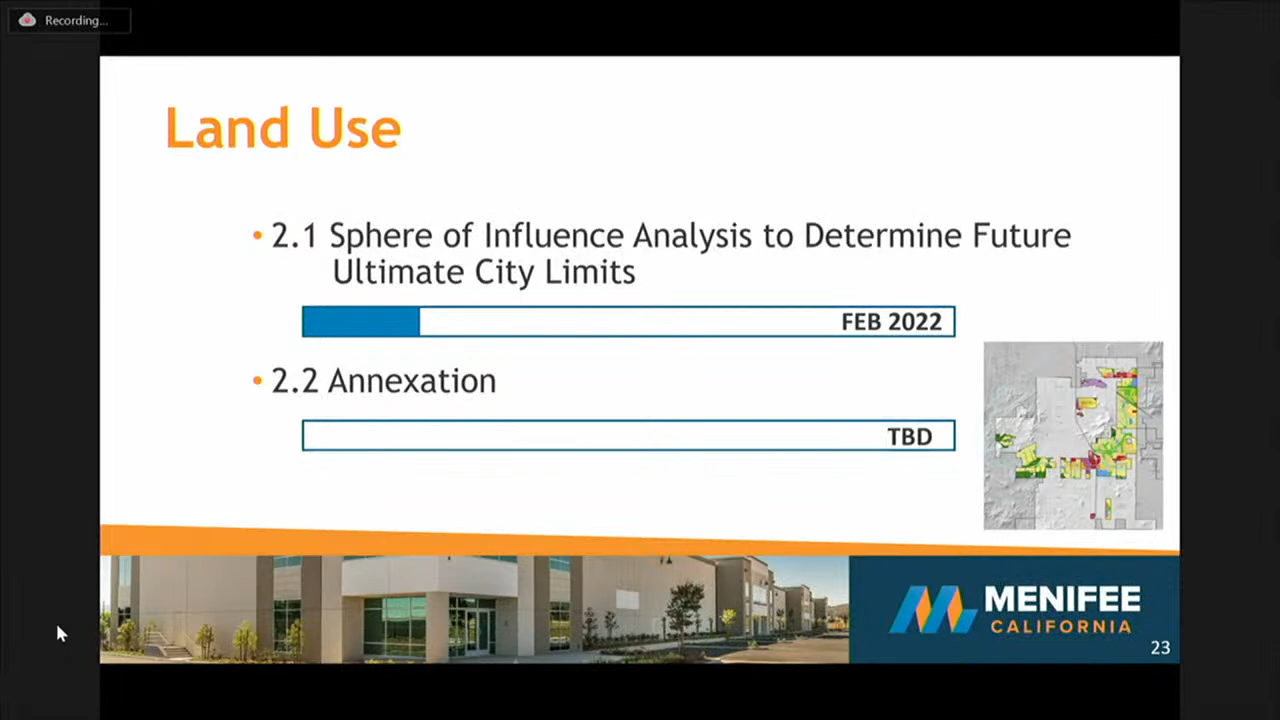 Recording...
Land Use
• 2.1 Sphere of Influence Analysis to Determine Future
Ultimate City Limits
FEB 2022
• 2.2 Annexation
TBD
MENIFEE
CALIFORNIA
23